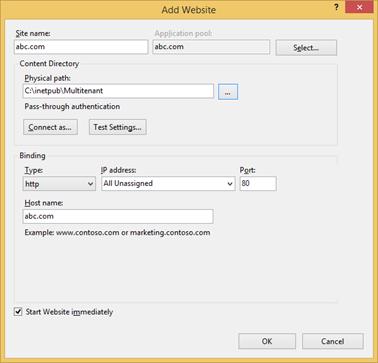 Add Website
?
Site name:
Application pool:
abc.com
abc.com
Select...
Content Directory
Physical path:
C:\inetpub\Multitenant
...
Pass-through authentication
Connect as...
Test Settings...
Binding
Type:
IP address:
Port:
http
All Unassigned
80
Host name:
abc.com
Example: www.contoso.com or marketing.contoso.com
Start Website immediately
OK
Cancel